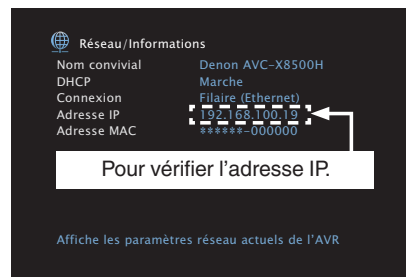 Réseau/Informations
Nom convivial Denon AVC-X8500H
DHCP Marche
Connexion Filaire (Ethernet)
Adresse IP 192.168.100.19
Adresse MAC ******-000000
Pour vérifier l'adresse IP.
Affiche les paramètres réseau actuels de l'AVR